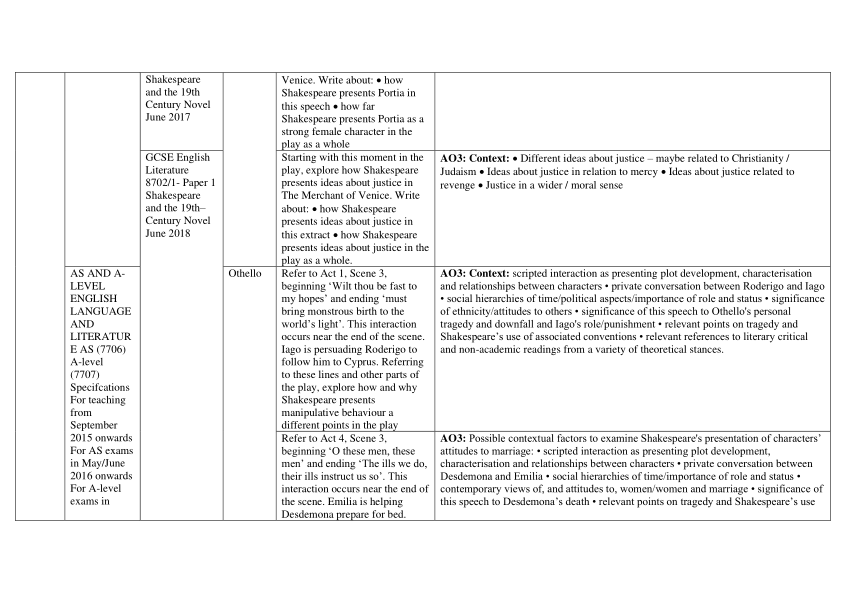 Shakespeare
and the 19th
Century Novel
June 2017
Venice. Write about: • how
Shakespeare presents Portia in
this speech • how far
Shakespeare presents Portia as a
strong female character in the
play as a whole
GCSE English
Literature
8702/1- Paper 1
Shakespeare
and the 19th–
Century Novel
June 2018
Starting with this moment in the
play, explore how Shakespeare
presents ideas about justice in
The Merchant of Venice. Write
about: • how Shakespeare
presents ideas about justice in
this extract • how Shakespeare
presents ideas about justice in the
play as a whole.
AO3: Context: • Different ideas about justice – maybe related to Christianity /
Judaism • Ideas about justice in relation to mercy • Ideas about justice related to
revenge • Justice in a wider / moral sense
AS AND A-
LEVEL
ENGLISH
LANGUAGE
AND
LITERATUR
E AS (7706)
A-level
(7707)
Specifcations
For teaching
from
September
2015 onwards
For AS exams
in May/June
2016 onwards
For A-level
exams in
Othello
Refer to Act 1, Scene 3,
beginning ‘Wilt thou be fast to
my hopes’ and ending ‘must
bring monstrous birth to the
world’s light’. This interaction
occurs near the end of the scene.
Iago is persuading Roderigo to
follow him to Cyprus. Referring
to these lines and other parts of
the play, explore how and why
Shakespeare presents
manipulative behaviour a
different points in the play
AO3: Context: scripted interaction as presenting plot development, characterisation
and relationships between characters • private conversation between Roderigo and Iago
• social hierarchies of time/political aspects/importance of role and status • significance
of ethnicity/attitudes to others • significance of this speech to Othello's personal
tragedy and downfall and Iago's role/punishment • relevant points on tragedy and
Shakespeare’s use of associated conventions • relevant references to literary critical
and non-academic readings from a variety of theoretical stances.
Refer to Act 4, Scene 3,
beginning ‘O these men, these
men’ and ending ‘The ills we do,
their ills instruct us so’. This
interaction occurs near the end of
the scene. Emilia is helping
Desdemona prepare for bed.
AO3: Possible contextual factors to examine Shakespeare's presentation of characters’
attitudes to marriage: • scripted interaction as presenting plot development,
characterisation and relationships between characters • private conversation between
Desdemona and Emilia • social hierarchies of time/importance of role and status •
contemporary views of, and attitudes to, women/women and marriage • significance of
this speech to Desdemona’s death • relevant points on tragedy and Shakespeare’s use